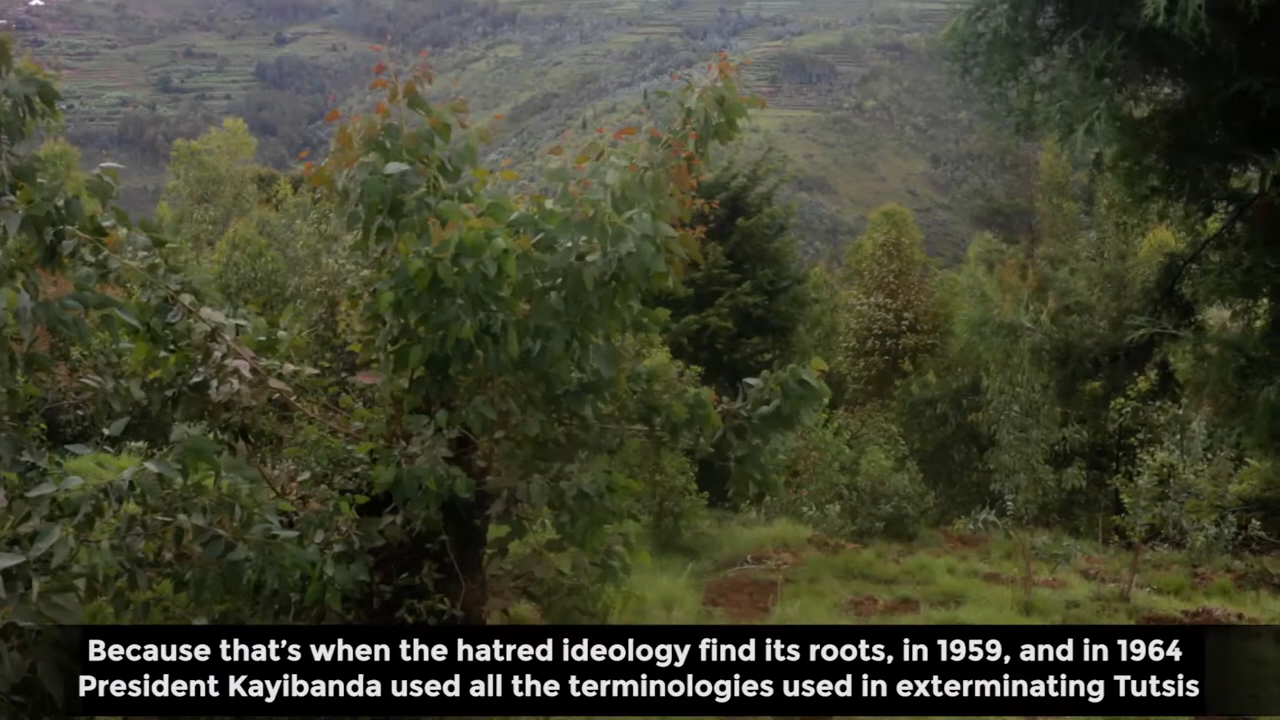 Because that’s when the hatred ideology find its roots, in 1959, and in 1964
President Kayibanda used all the terminologies used in exterminating Tutsis